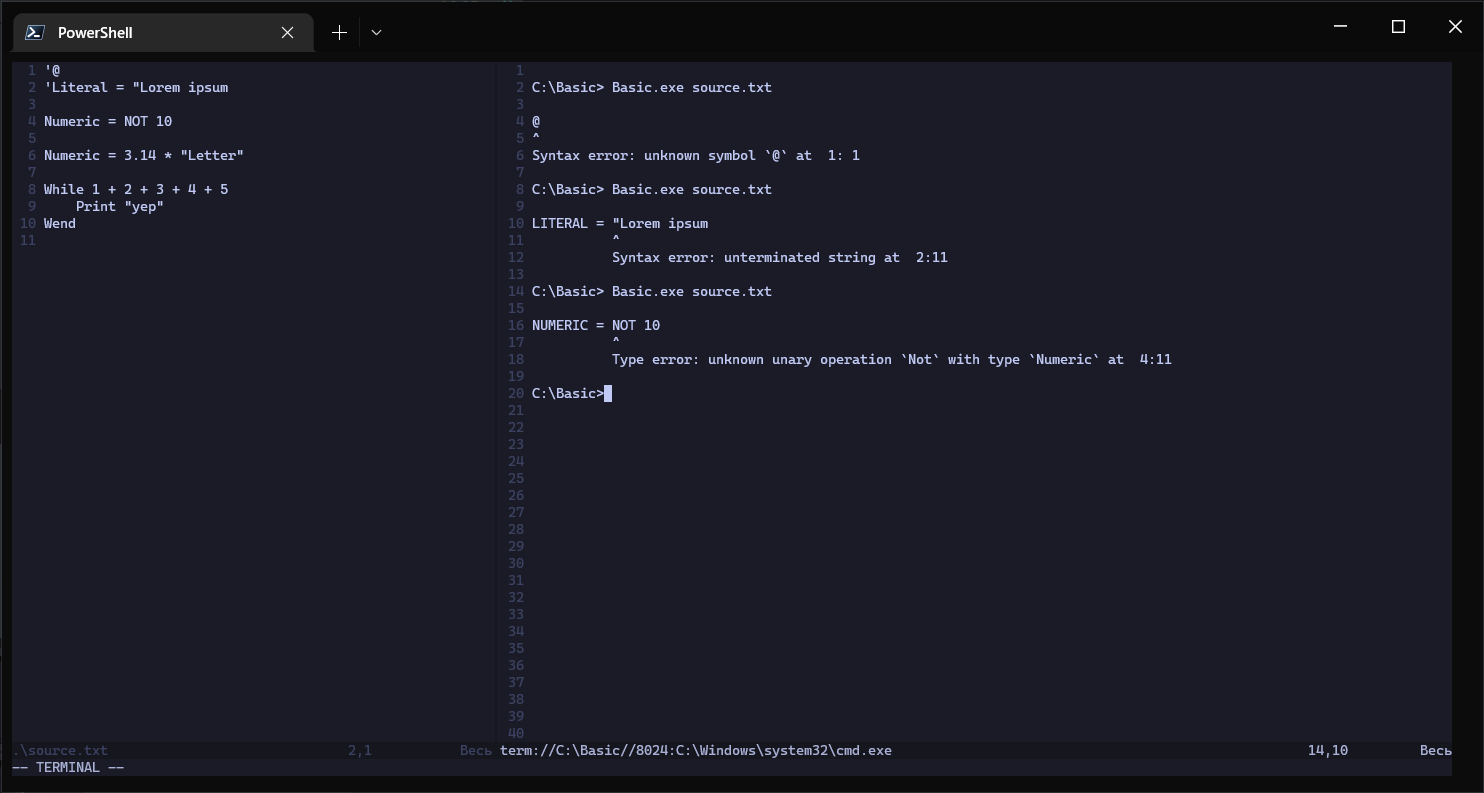 PowerShell
1 '@
2 'Literal = "Lorem ipsum
3
4 Numeric = NOT 10
5
6 Numeric = 3.14 * "Letter"
7
8 While 1 + 2 + 3 + 4 + 5
9     Print "yep"
10 Wend
11
.\source.txt 2,1 Весь
1
2 C:\Basic> Basic.exe source.txt
3
4 @
5 ^
6 Syntax error: unknown symbol `@` at  1: 1
7
8 C:\Basic> Basic.exe source.txt
9
10 LITERAL = "Lorem ipsum
11           ^
12           Syntax error: unterminated string at  2:11
13
14 C:\Basic> Basic.exe source.txt
15
16 NUMERIC = NOT 10
17           ^
18           Type error: unknown unary operation `Not` with type `Numeric` at  4:11
19
20 C:\Basic>
21
22
23
24
25
26
27
28
29
30
31
32
33
34
35
36
37
38
39
40
term://C:\Basic//8024:C:\Windows\system32\cmd.exe 14,10 Весь
-- TERMINAL --